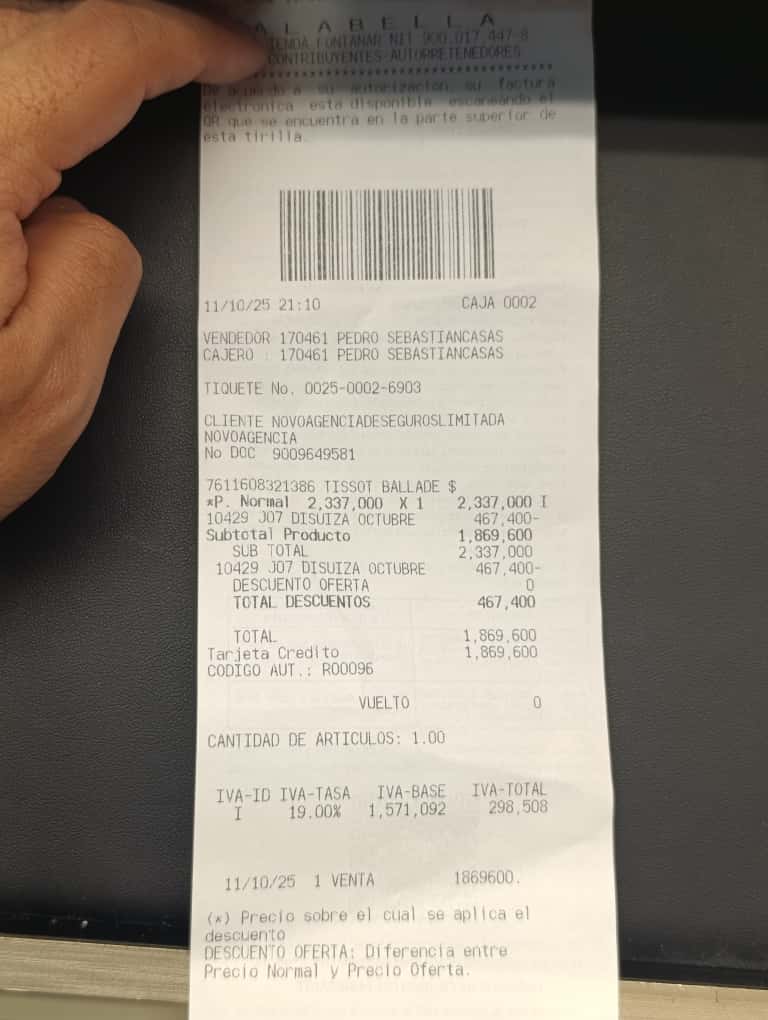 A L A B E L L A
TIENDA FONTANAR NIT 900.017.447-8
CONTRIBUYENTES-AUTORRETENEDORES
De acuerdo a su autorizacion, su factura
electronica esta disponible escaneando el
QR que se encuentra en la parte superior de
esta tirilla.
11/10/25 21:10 CAJA 0002
VENDEDOR 170461 PEDRO SEBASTIANCASAS
CAJERO : 170461 PEDRO SEBASTIANCASAS
TIQUETE No. 0025-0002-6903
CLIENTE NOVOAGENCIADESEGUROSLIMITADA
NOVOAGENCIA
No DOC 9009649581
7611608321386 TISSOT BALLADE $
*P. Normal 2,337,000 X 1 2,337,000 I
10429 J07 DISUIZA OCTUBRE 467,400-
Subtotal Producto 1,869,600
SUB TOTAL 2,337,000
10429 J07 DISUIZA OCTUBRE 467,400-
DESCUENTO OFERTA 0
TOTAL DESCUENTOS 467,400
TOTAL 1,869,600
Tarjeta Credito 1,869,600
CODIGO AUT.: R00096
VUELTO 0
CANTIDAD DE ARTICULOS: 1.00
IVA-ID IVA-TASA IVA-BASE IVA-TOTAL
I 19.00% 1,571,092 298,508
11/10/25 1 VENTA 1869600.
(*) Precio sobre el cual se aplica el
descuento
DESCUENTO OFERTA: Diferencia entre
Precio Normal y Precio Oferta.